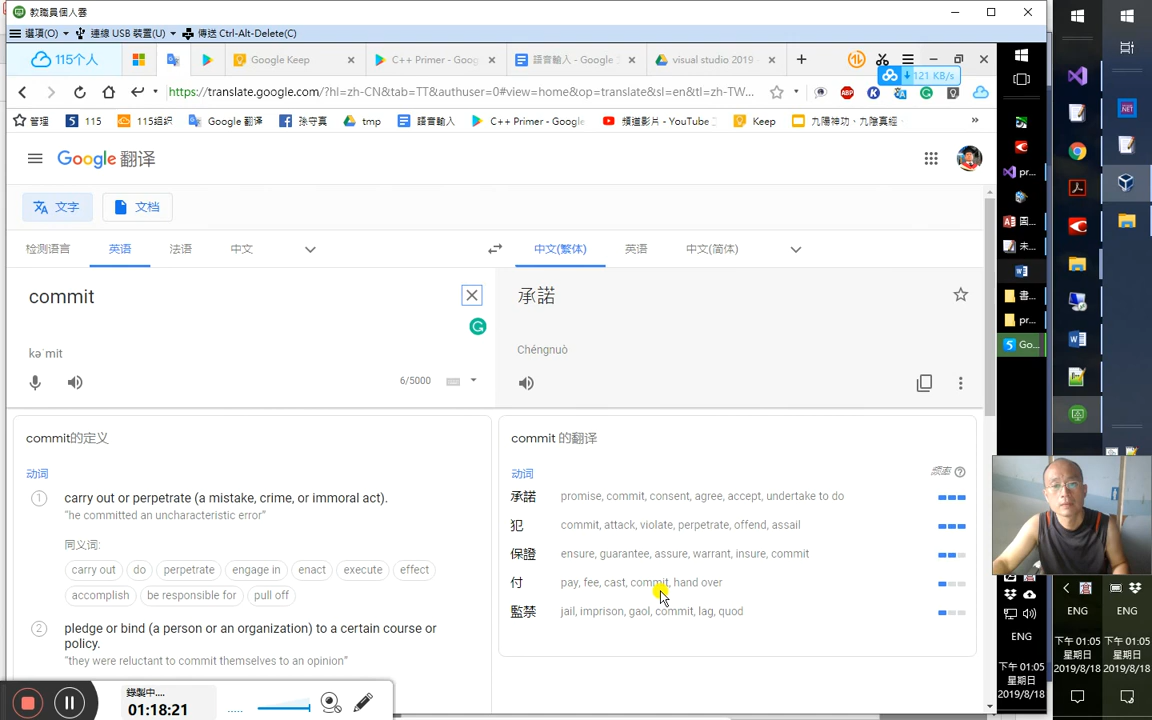 教職員個人雲
選項(O) 連線 USB 裝置(U) 傳送 Ctrl-Alt-Delete(C)
115个人
Google Keep
C++ Primer - Goog
語音輸入 - Google
visual studio 2019
121 KB/s
https://translate.google.com/?hl=zh-CN&tab=TT&authuser=0#view=home&op=translate&sl=en&tl=zh-TW...
管理
115
115組織
Google 翻译
孫守真
tmp
語音輸入
C++ Primer - Google
頻道影片 - YouTube
Keep
九陽神功、九陰真經
Google 翻译
文字
文档
检测语言
英语
法语
中文
中文(繁体)
英语
中文(简体)
commit
承諾
kəˈmit
Chéngnuò
6/5000
commit的定义
commit 的翻译
动词
动词
频率
1 carry out or perpetrate (a mistake, crime, or immoral act).
"he committed an uncharacteristic error"
同义词:
carry out
do
perpetrate
engage in
enact
execute
effect
accomplish
be responsible for
pull off
2 pledge or bind (a person or an organization) to a certain course or
policy.
"they were reluctant to commit themselves to an opinion"
承諾 promise, commit, consent, agree, accept, undertake to do
犯 commit, attack, violate, perpetrate, offend, assail
保證 ensure, guarantee, assure, warrant, insure, commit
付 pay, fee, cast, commit, hand over
監禁 jail, imprison, gaol, commit, lag, quod
錄製中....
01:18:21
pr...
圖...
未...
書...
pr...
Go...
ENG
下午 01:05
星期日
2019/8/18
ENG
下午 01:05
星期日
2019/8/18
ENG
下午 01:05
星期日
2019/8/18